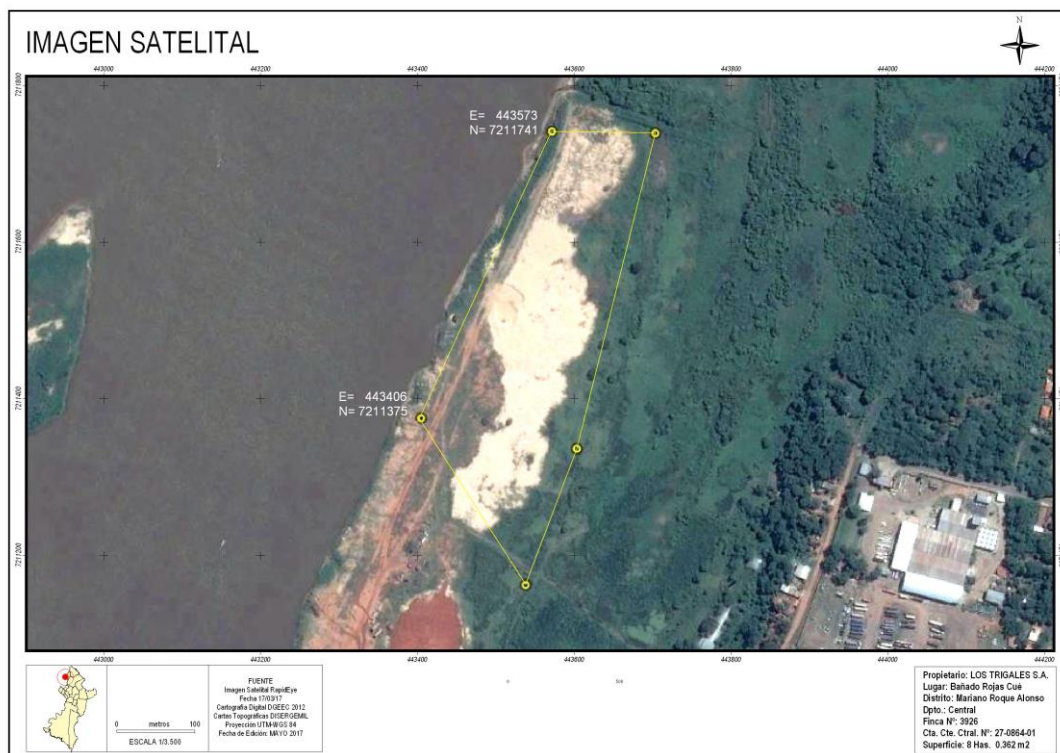 IMAGEN SATELITAL
N
443000 443200 443400 443600 443800 444000 444200
7211800
7211600
7211400
7211200
E= 443573
N= 7211741
E= 443406
N= 7211375
443000 443200 443400 443600 443800 444000 444200
0 metros 100
ESCALA 1/3.500
FUENTE
Imagen Satelital RapidEye
Fecha 17/03/17
Cartografía Digital DGEEC 2012
Cartas Topográficas DISERGEMIL
Proyección UTM-WGS 84
Fecha de Edición: MAYO 2017
Propietario: LOS TRIGALES S.A.
Lugar: Bañado Rojas Cué
Distrito: Mariano Roque Alonso
Dpto.: Central
Finca Nº: 3926
Cta. Cte. Ctral. Nº: 27-0864-01
Superficie: 8 Has. 0.362 m2